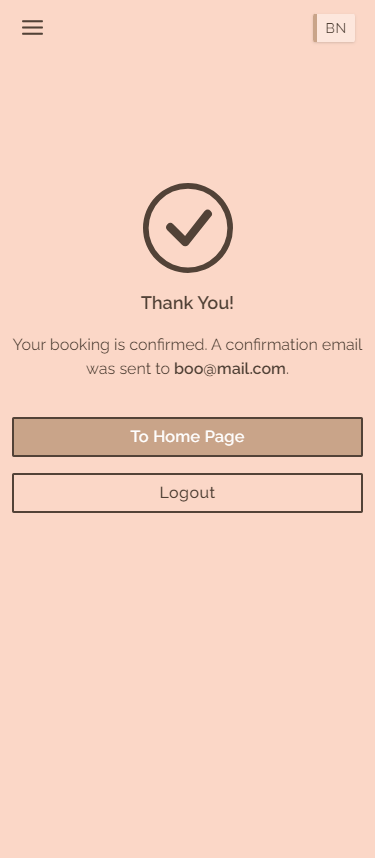 BN
Thank You!
Your booking is confirmed. A confirmation email
was sent to boo@mail.com.
To Home Page
Logout